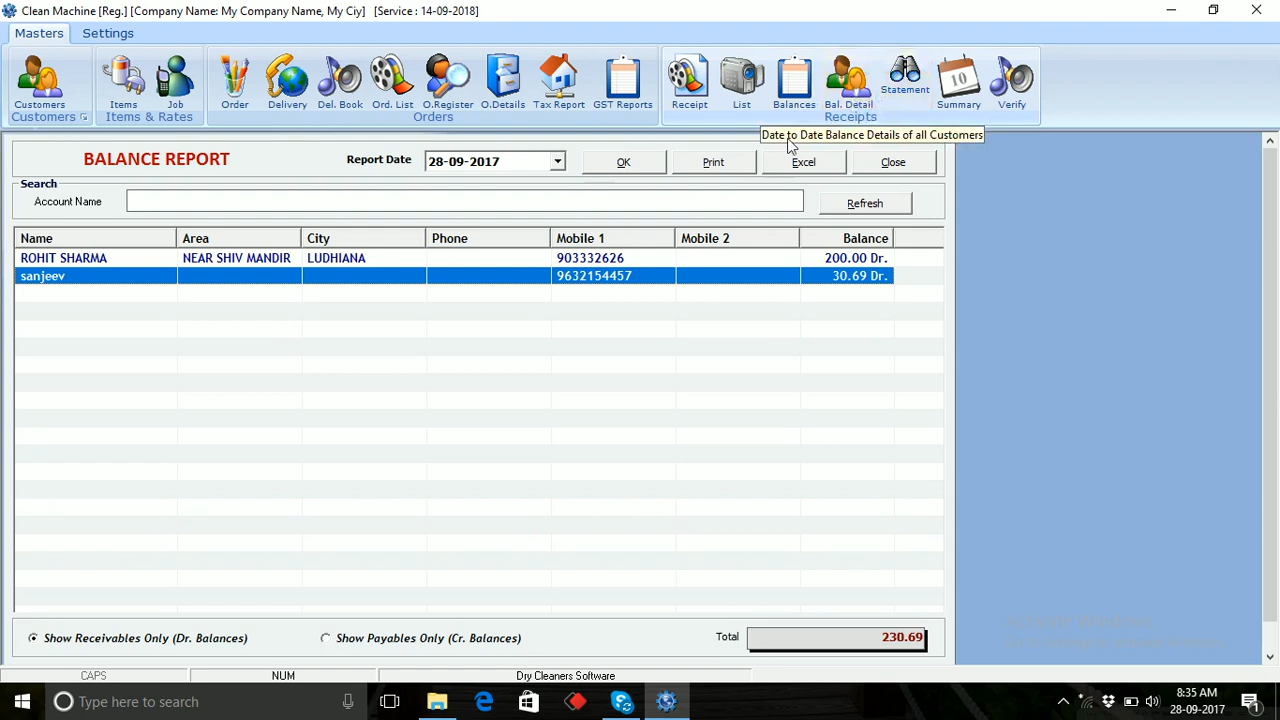 Clean Machine [Reg.] [Company Name: My Company Name, My Ciy] [Service : 14-09-2018]
Masters Settings
Customers Items Job Order Delivery Del. Book Ord. List O.Register O.Details Tax Report GST Reports Receipt List Balances Bal. Detail Statement Summary 10 Verify
Customers Items & Rates Orders Receipts
Date to Date Balance Details of all Customers
BALANCE REPORT Report Date 28-09-2017 OK Print Excel Close
Search
Account Name Refresh
Name Area City Phone Mobile 1 Mobile 2 Balance
ROHIT SHARMA NEAR SHIV MANDIR LUDHIANA 903332626 200.00 Dr.
sanjeev 9632154457 30.69 Dr.
Show Receivables Only (Dr. Balances) Show Payables Only (Cr. Balances) Total 230.69
CAPS NUM Dry Cleaners Software
Type here to search 8:35 AM
28-09-2017 1